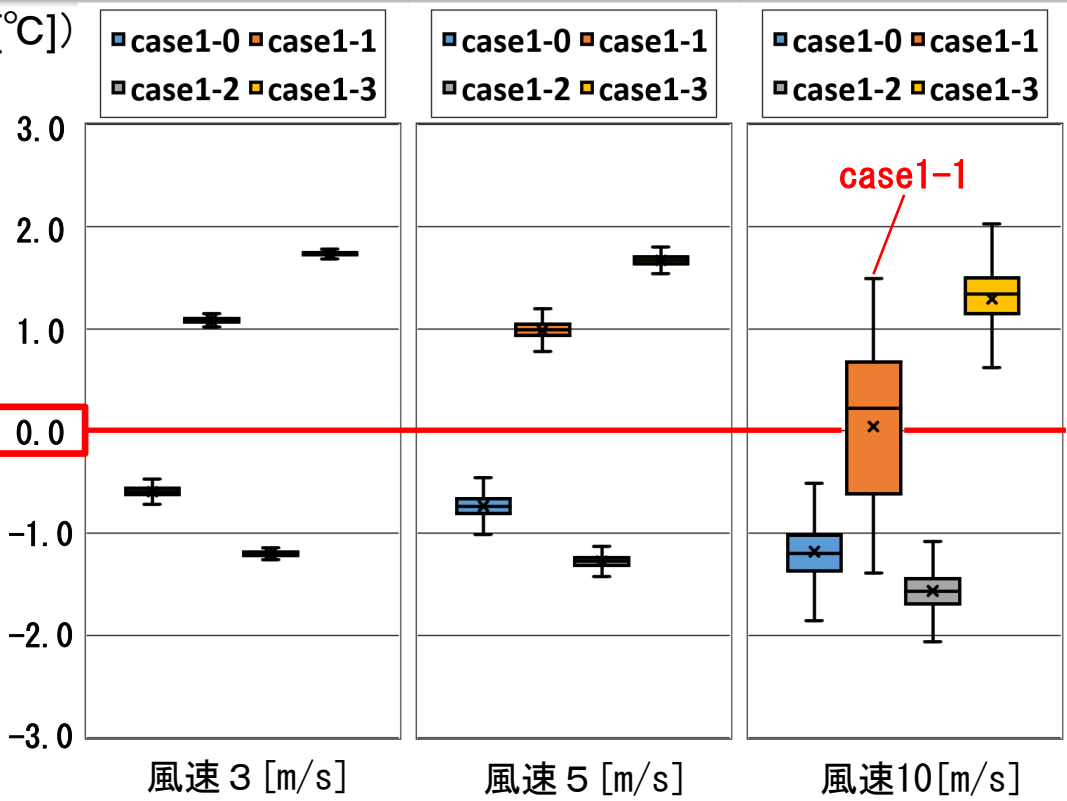 [℃])
case1-0 case1-1
case1-2 case1-3
case1-0 case1-1
case1-2 case1-3
case1-0 case1-1
case1-2 case1-3
3.0
2.0
1.0
0.0
-1.0
-2.0
-3.0
case1-1
風速３[m/s]
風速５[m/s]
風速10[m/s]